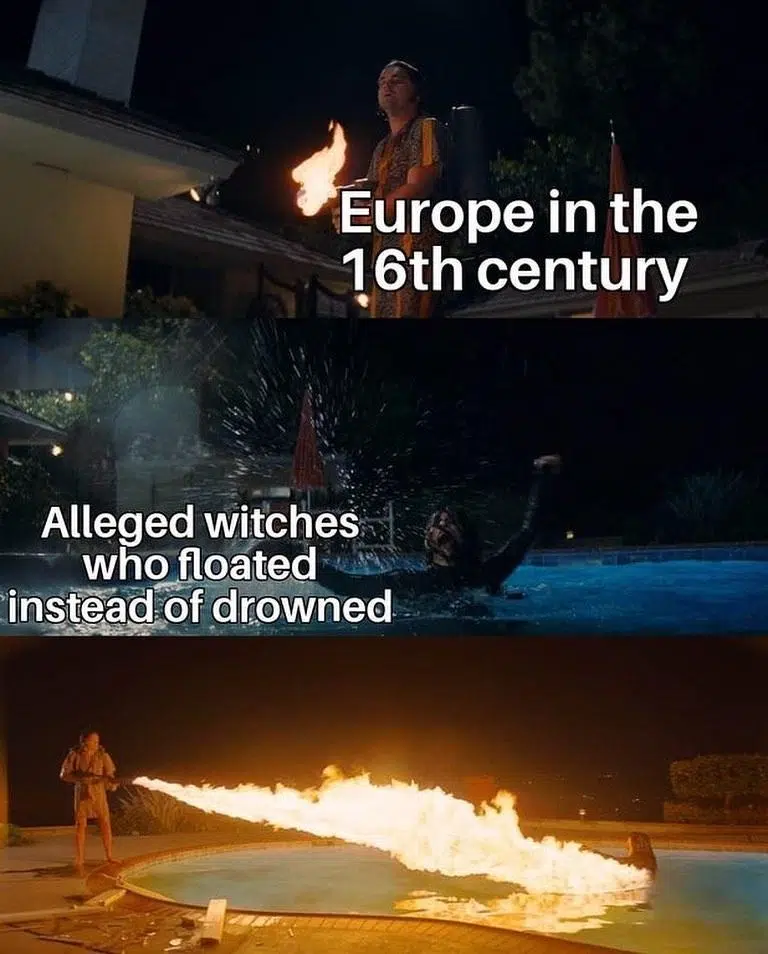 Europe in the
16th century
Alleged witches
who floated
instead of drowned